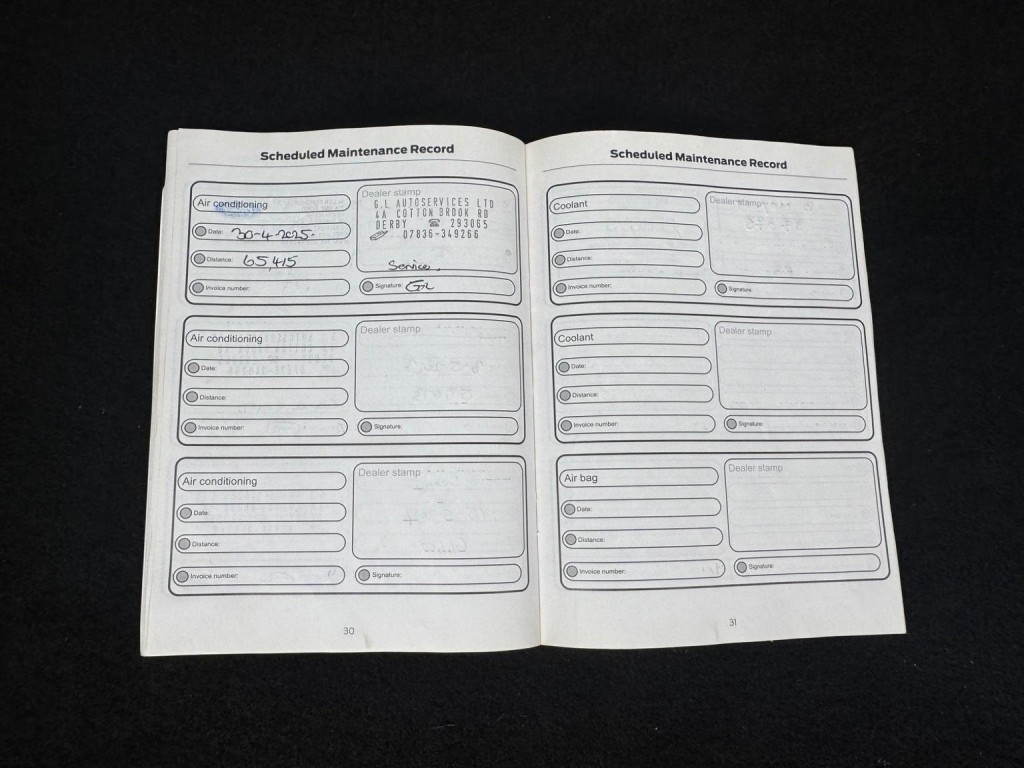 Scheduled Maintenance Record
Air conditioning
Date: 30-4-2025.
Distance: 65,415
Invoice number:
Dealer stamp
G.L AUTOSERVICES LTD
4A COTTON BROOK RD
DERBY ☎ 293065
07836-349266
Service,
Signature: GL
Air conditioning
Date:
Distance:
Invoice number:
Dealer stamp
Signature:
Air conditioning
Date:
Distance:
Invoice number:
Dealer stamp
Signature:
30
Scheduled Maintenance Record
Coolant
Date:
Distance:
Invoice number:
Dealer stamp
Signature:
Coolant
Date:
Distance:
Invoice number:
Dealer stamp
Signature:
Air bag
Date:
Distance:
Invoice number:
Dealer stamp
Signature:
31